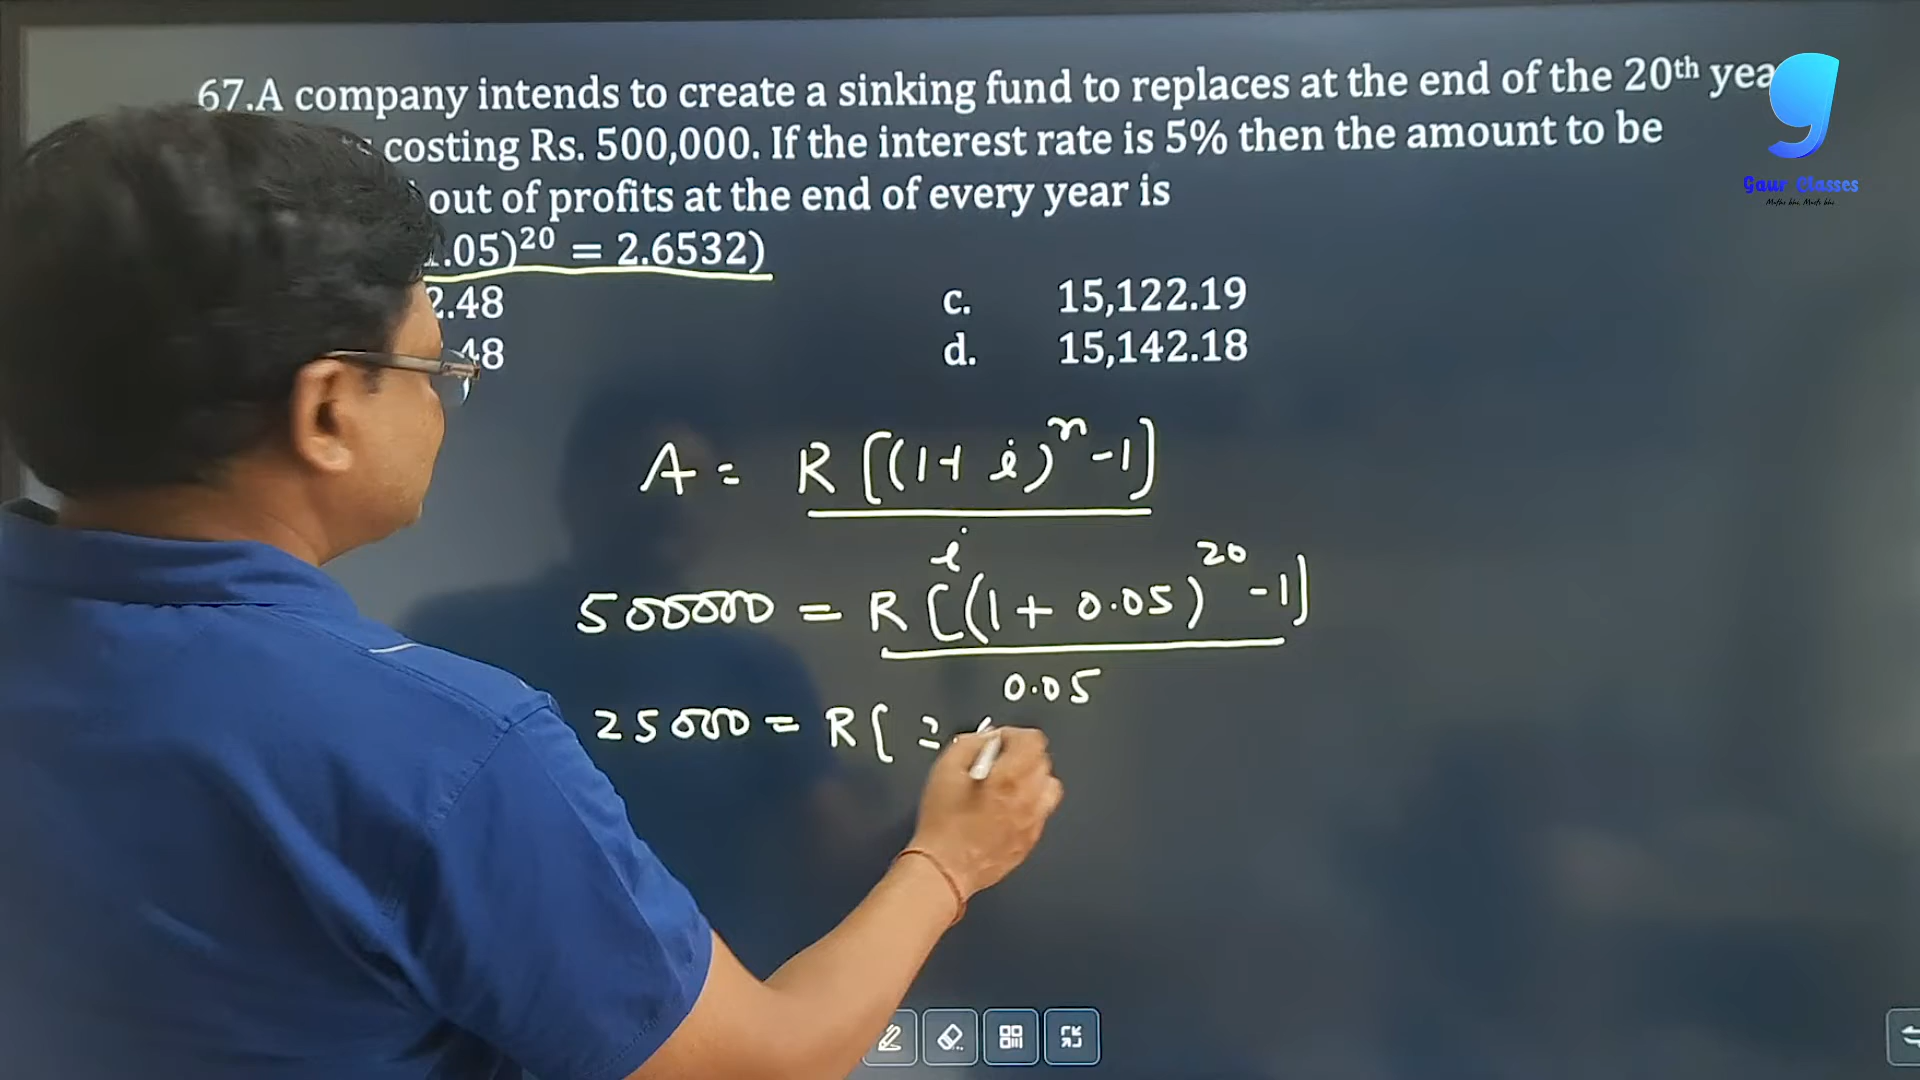 67.A company intends to create a sinking fund to replaces at the end of the 20th yea
costing Rs. 500,000. If the interest rate is 5% then the amount to be
out of profits at the end of every year is
.05)²⁰ = 2.6532)
2.48
48
c. 15,122.19
d. 15,142.18
A = R[(1+i)ⁿ-1]
i
500000 = R[(1+0.05)²⁰-1]
0.05
25000 = R[2.
Gaur Classes